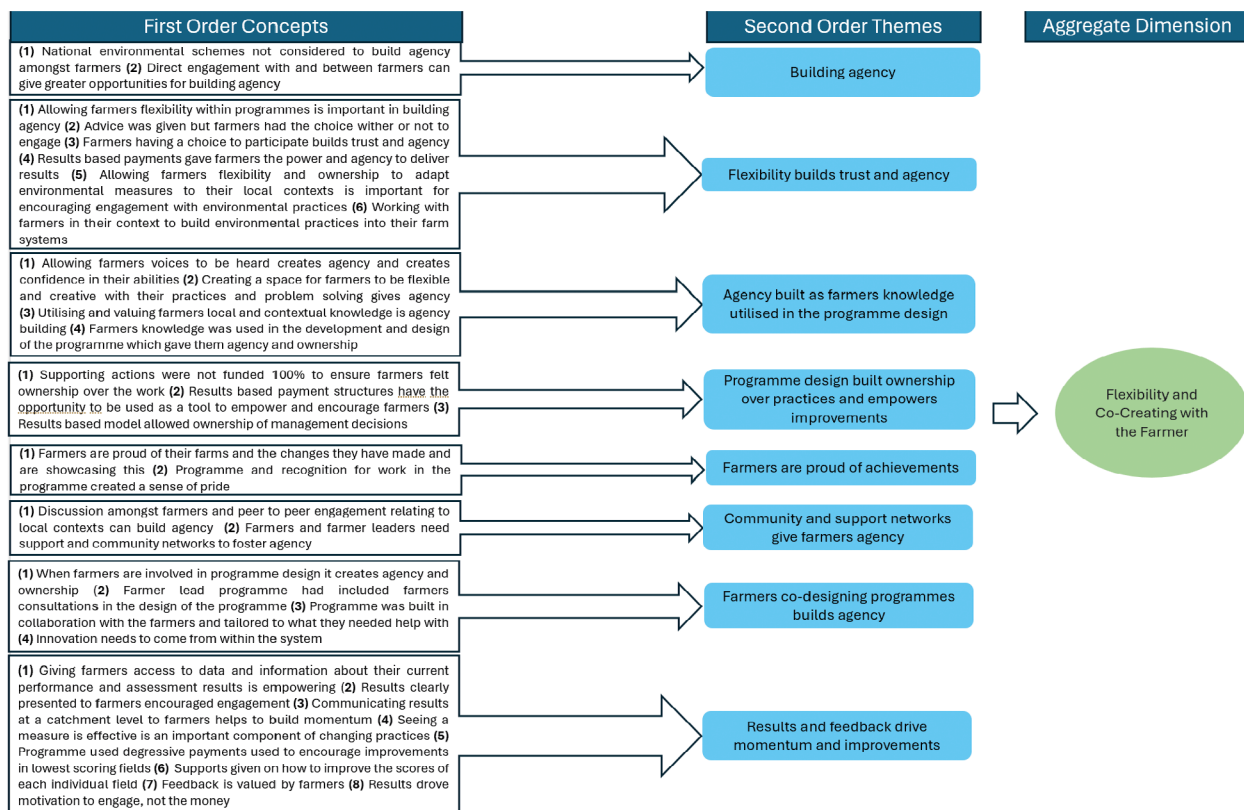 First Order Concepts
Second Order Themes
Aggregate Dimension
(1) National environmental schemes not considered to build agency
amongst farmers (2) Direct engagement with and between farmers can
give greater opportunities for building agency
Building agency
(1) Allowing farmers flexibility within programmes is important in building
agency (2) Advice was given but farmers had the choice wither or not to
engage (3) Farmers having a choice to participate builds trust and agency
(4) Results based payments gave farmers the power and agency to deliver
results (5) Allowing farmers flexibility and ownership to adapt
environmental measures to their local contexts is important for
encouraging engagement with environmental practices (6) Working with
farmers in their context to build environmental practices into their farm
systems
Flexibility builds trust and agency
(1) Allowing farmers voices to be heard creates agency and creates
confidence in their abilities (2) Creating a space for farmers to be flexible
and creative with their practices and problem solving gives agency
(3) Utilising and valuing farmers local and contextual knowledge is agency
building (4) Farmers knowledge was used in the development and design
of the programme which gave them agency and ownership
Agency built as farmers knowledge
utilised in the programme design
(1) Supporting actions were not funded 100% to ensure farmers felt
ownership over the work (2) Results based payment structures have the
opportunity to be used as a tool to empower and encourage farmers (3)
Results based model allowed ownership of management decisions
Programme design built ownership
over practices and empowers
improvements
Flexibility and
Co-Creating with
the Farmer
(1) Farmers are proud of their farms and the changes they have made and
are showcasing this (2) Programme and recognition for work in the
programme created a sense of pride
Farmers are proud of achievements
(1) Discussion amongst farmers and peer to peer engagement relating to
local contexts can build agency (2) Farmers and farmer leaders need
support and community networks to foster agency
Community and support networks
give farmers agency
(1) When farmers are involved in programme design it creates agency and
ownership (2) Farmer lead programme had included farmers
consultations in the design of the programme (3) Programme was built in
collaboration with the farmers and tailored to what they needed help with
(4) Innovation needs to come from within the system
Farmers co-designing programmes
builds agency
(1) Giving farmers access to data and information about their current
performance and assessment results is empowering (2) Results clearly
presented to farmers encouraged engagement (3) Communicating results
at a catchment level to farmers helps to build momentum (4) Seeing a
measure is effective is an important component of changing practices (5)
Programme used degressive payments used to encourage improvements
in lowest scoring fields (6) Supports given on how to improve the scores of
each individual field (7) Feedback is valued by farmers (8) Results drove
motivation to engage, not the money
Results and feedback drive
momentum and improvements